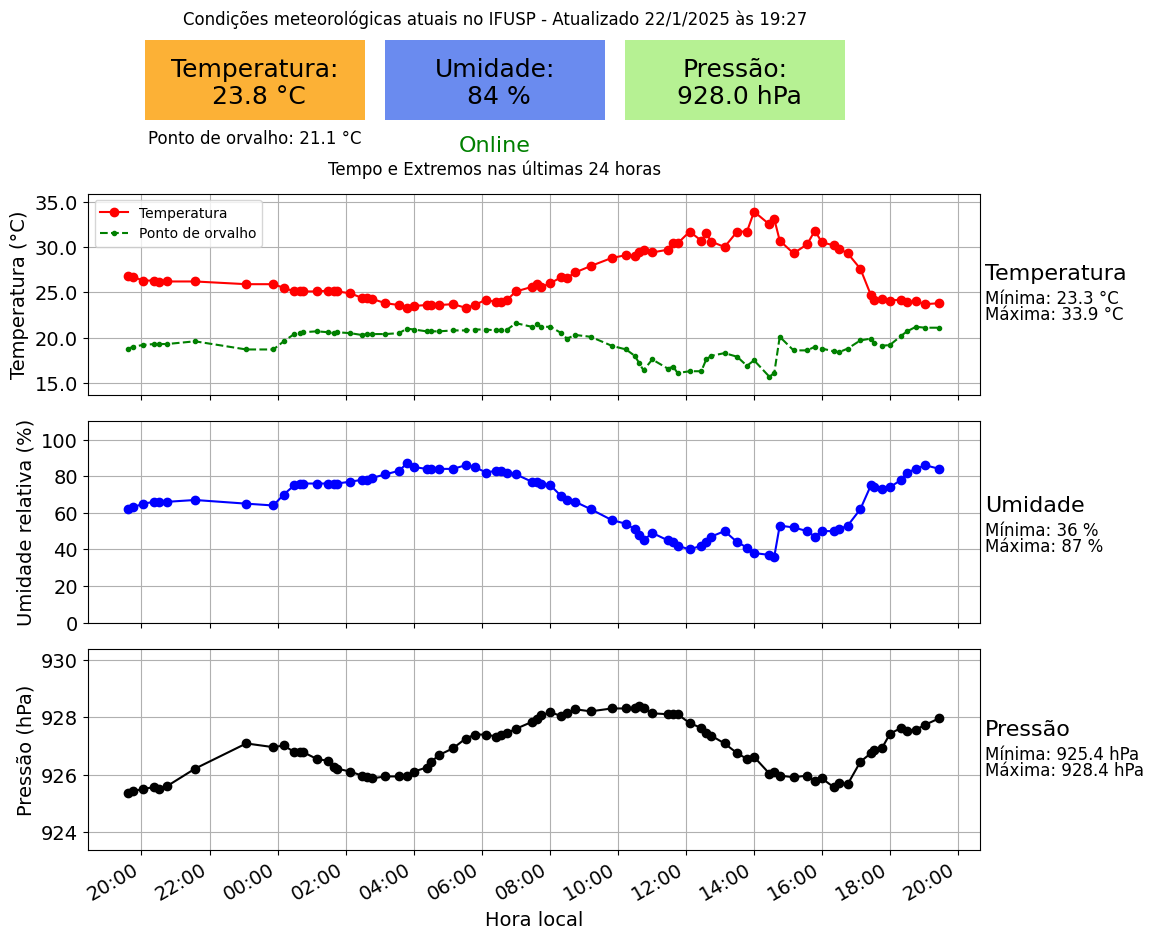 Condições meteorológicas atuais no IFUSP - Atualizado 22/1/2025 às 19:27
Temperatura:
23.8 °C
Umidade:
84 %
Pressão:
928.0 hPa
Ponto de orvalho: 21.1 °C
Online
Tempo e Extremos nas últimas 24 horas
Temperatura (°C)
35.0
30.0
25.0
20.0
15.0
Temperatura
Ponto de orvalho
Temperatura
Mínima: 23.3 °C
Máxima: 33.9 °C
Umidade relativa (%)
100
80
60
40
20
0
Umidade
Mínima: 36 %
Máxima: 87 %
Pressão (hPa)
930
928
926
924
Pressão
Mínima: 925.4 hPa
Máxima: 928.4 hPa
20:00 22:00 00:00 02:00 04:00 06:00 08:00 10:00 12:00 14:00 16:00 18:00 20:00
Hora local